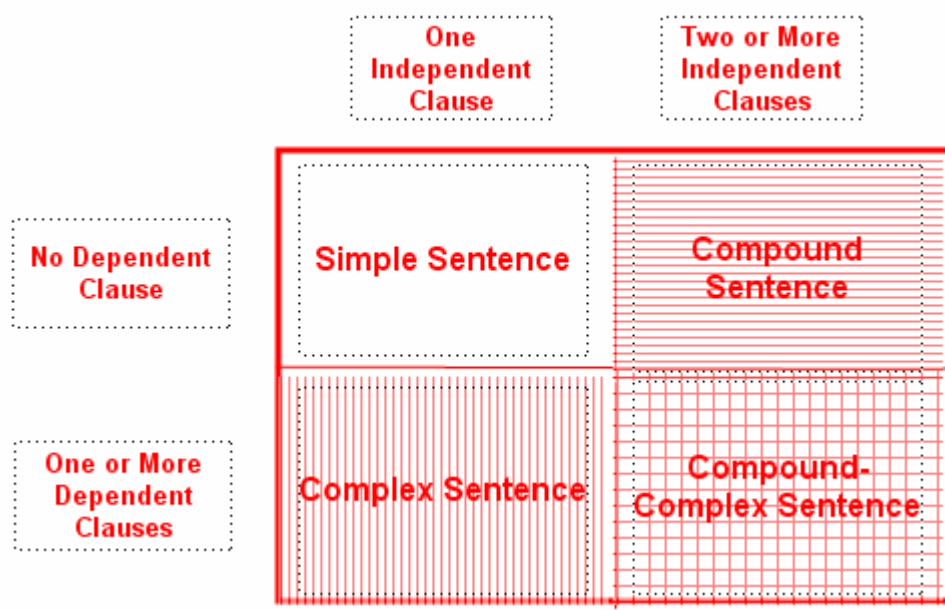 One
Independent
Clause
Two or More
Independent
Clauses
No Dependent
Clause
Simple Sentence
Compound
Sentence
One or More
Dependent
Clauses
Complex Sentence
Compound-
Complex Sentence